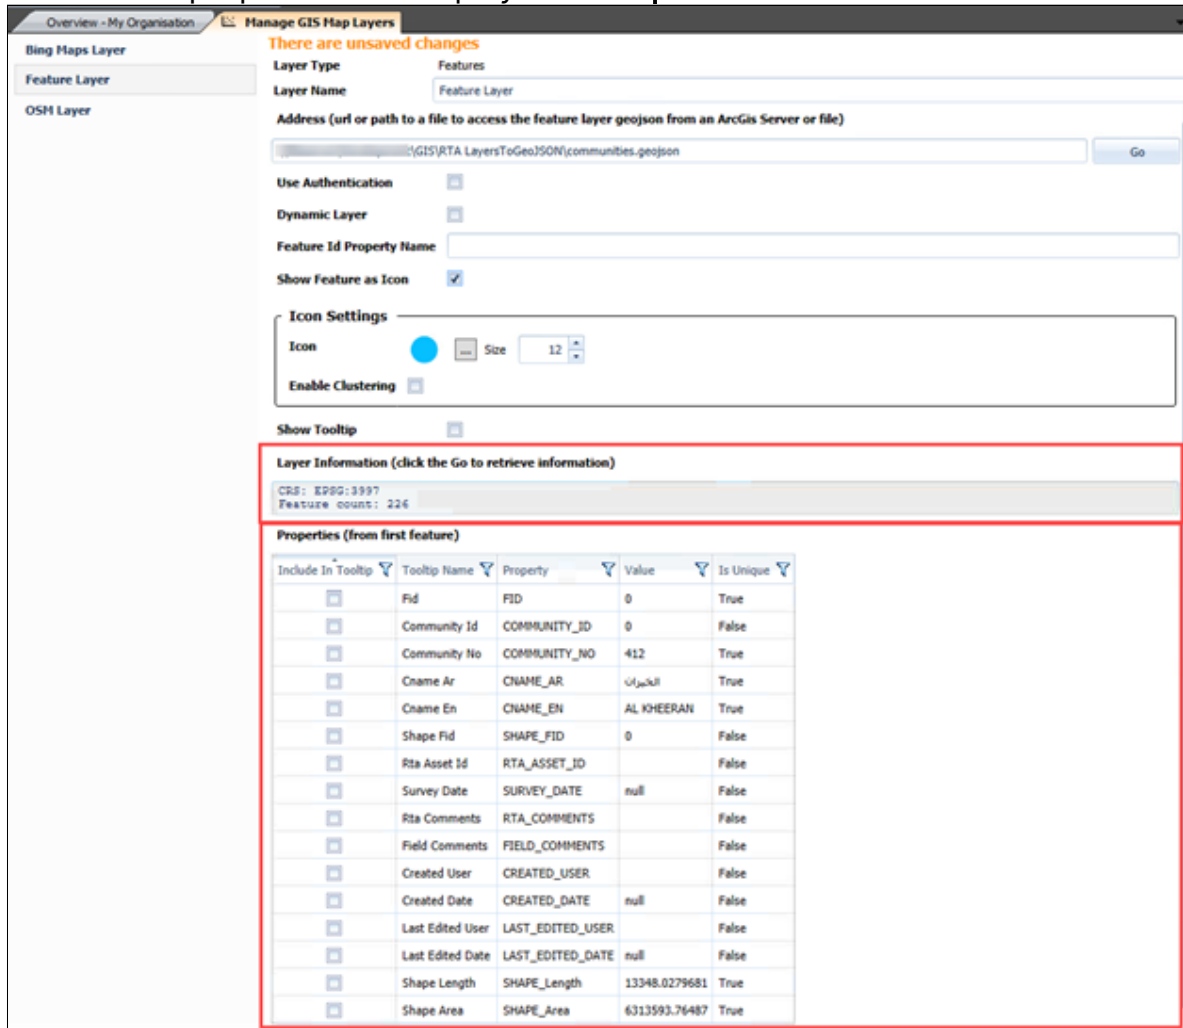 Overview - My Organisation
Manage GIS Map Layers
Bing Maps Layer
Feature Layer
OSM Layer
There are unsaved changes
Layer Type Features
Layer Name Feature Layer
Address (url or path to a file to access the feature layer geojson from an ArcGis Server or file)
\GIS\RTA LayersToGeoJSON\communities.geojson Go
Use Authentication
Dynamic Layer
Feature Id Property Name
Show Feature as Icon
Icon Settings
Icon ... Size 12
Enable Clustering
Show Tooltip
Layer Information (click the Go to retrieve information)
CRS: EPSG:3997
Feature count: 226
Properties (from first feature)
Include In Tooltip Tooltip Name Property Value Is Unique
Fid FID 0 True
Community Id COMMUNITY_ID 0 False
Community No COMMUNITY_NO 412 True
Cname Ar CNAME_AR الخيران True
Cname En CNAME_EN AL KHEERAN True
Shape Fid SHAPE_FID 0 False
Rta Asset Id RTA_ASSET_ID False
Survey Date SURVEY_DATE null False
Rta Comments RTA_COMMENTS False
Field Comments FIELD_COMMENTS False
Created User CREATED_USER False
Created Date CREATED_DATE null False
Last Edited User LAST_EDITED_USER False
Last Edited Date LAST_EDITED_DATE null False
Shape Length SHAPE_Length 13348.0279681 True
Shape Area SHAPE_Area 6313593.76487 True